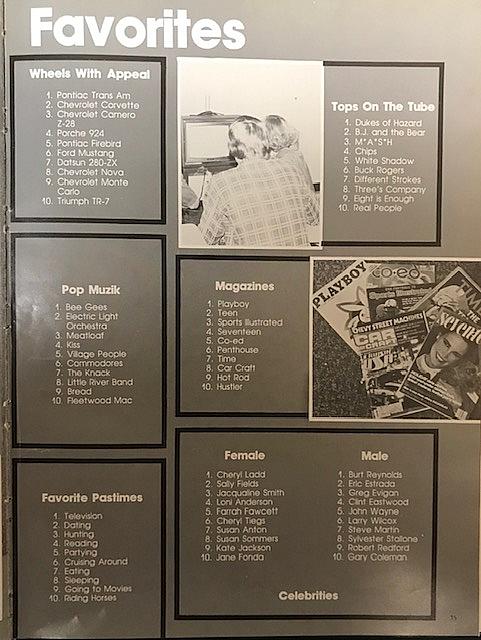 Favorites
Wheels With Appeal
1. Pontiac Trans Am
2. Chevrolet Corvette
3. Chevrolet Camero
Z-28
4. Porche 924
5. Pontiac Firebird
6. Ford Mustang
7. Datsun 280-ZX
8. Chevrolet Nova
9. Chevrolet Monte
Carlo
10. Triumph TR-7
Tops On The Tube
1. Dukes of Hazard
2. B.J. and the Bear
3. M*A*S*H
4. Chips
5. White Shadow
6. Buck Rogers
7. Different Strokes
8. Three's Company
9. Eight is Enough
10. Real People
Pop Muzik
1. Bee Gees
2. Electric Light
Orchestra
3. Meatloaf
4. Kiss
5. Village People
6. Commodores
7. The Knack
8. Little River Band
9. Bread
10. Fleetwood Mac
Magazines
1. Playboy
2. Teen
3. Sports Illustrated
4. Seventeen
5. Co-ed
6. Penthouse
7. Time
8. Car Craft
9. Hot Rod
10. Hustler
PLAYBOY
co-ed
Sports Illustrated
CHEVY STREET MACHINES
CAR
CRAFT
TIME
Favorite Pastimes
1. Television
2. Dating
3. Hunting
4. Reading
5. Partying
6. Cruising Around
7. Eating
8. Sleeping
9. Going to Movies
10. Riding Horses
Female
1. Cheryl Ladd
2. Sally Fields
3. Jacqualine Smith
4. Loni Anderson
5. Farrah Fawcett
6. Cheryl Tiegs
7. Susan Anton
8. Susan Sommers
9. Kate Jackson
10. Jane Fonda
Male
1. Burt Reynolds
2. Eric Estrada
3. Greg Evigan
4. Clint Eastwood
5. John Wayne
6. Larry Wilcox
7. Steve Martin
8. Sylvester Stallone
9. Robert Redford
10. Gary Coleman
Celebrities